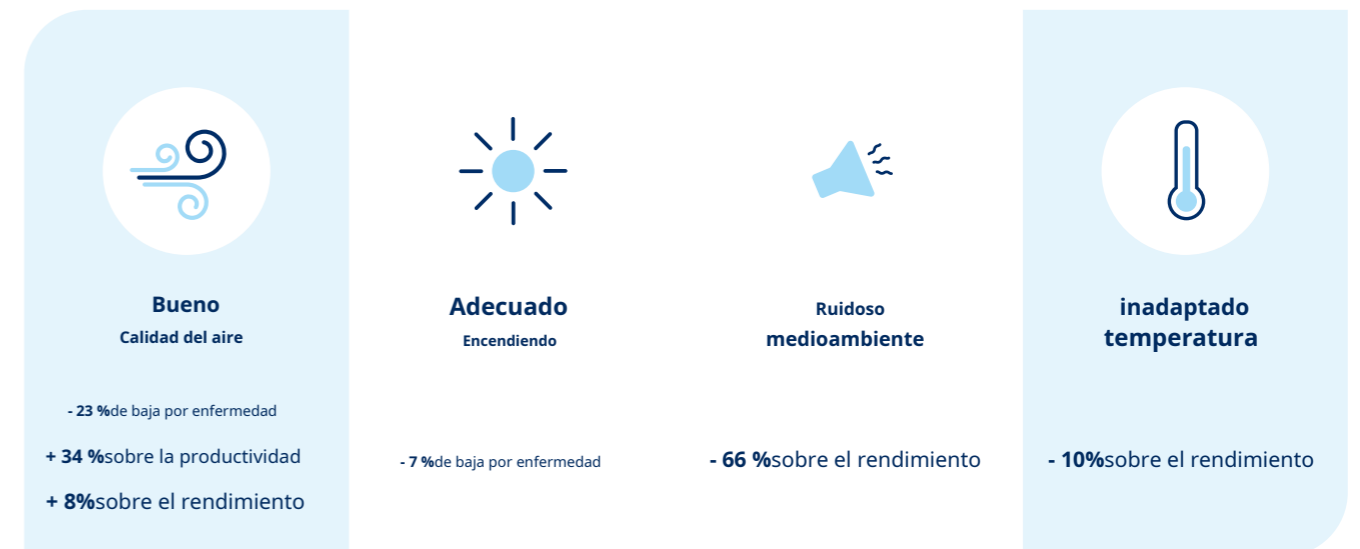 Bueno
Calidad del aire
- 23 %de baja por enfermedad
+ 34 %sobre la productividad
+ 8%sobre el rendimiento
Adecuado
Encendiendo
- 7 %de baja por enfermedad
Ruidoso
medioambiente
- 66 %sobre el rendimiento
inadaptado
temperatura
- 10%sobre el rendimiento